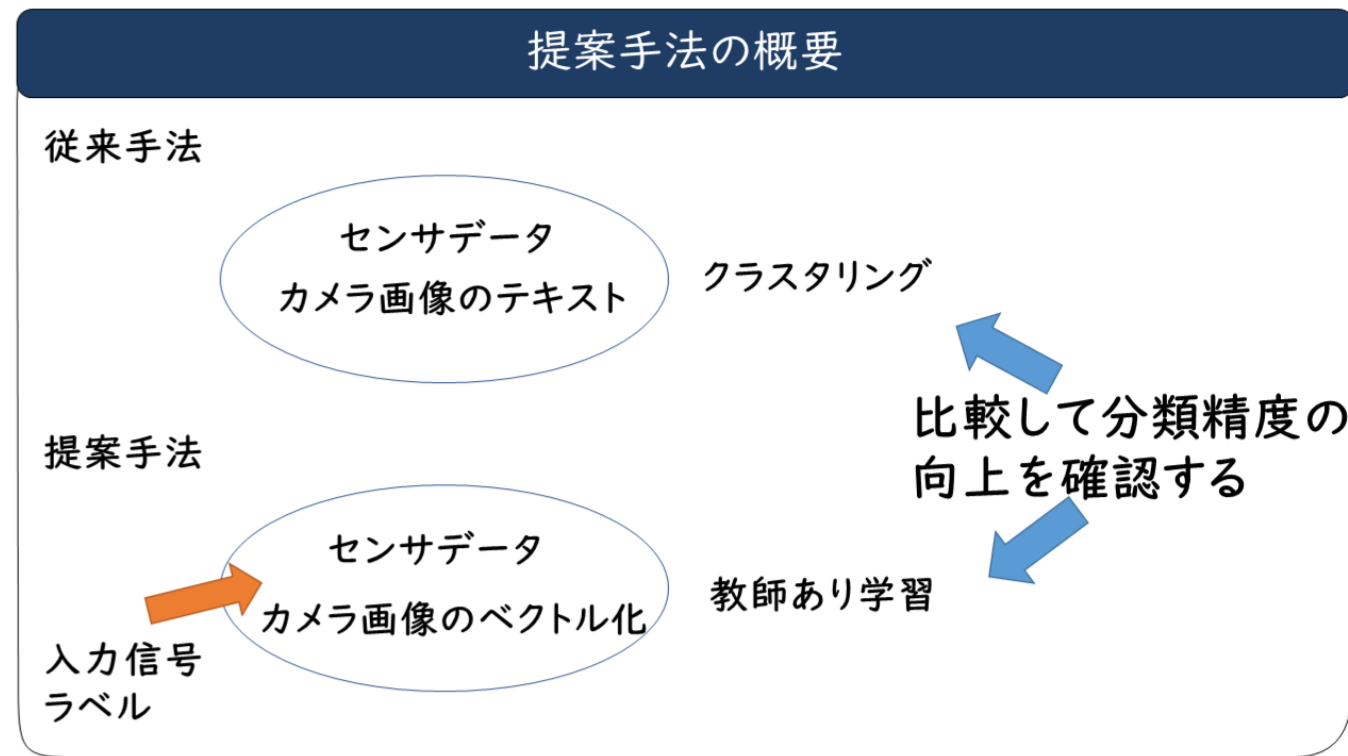 提案手法の概要
従来手法
センサデータ
カメラ画像のテキスト
クラスタリング
比較して分類精度の
向上を確認する
提案手法
センサデータ
カメラ画像のベクトル化
教師あり学習
入力信号
ラベル